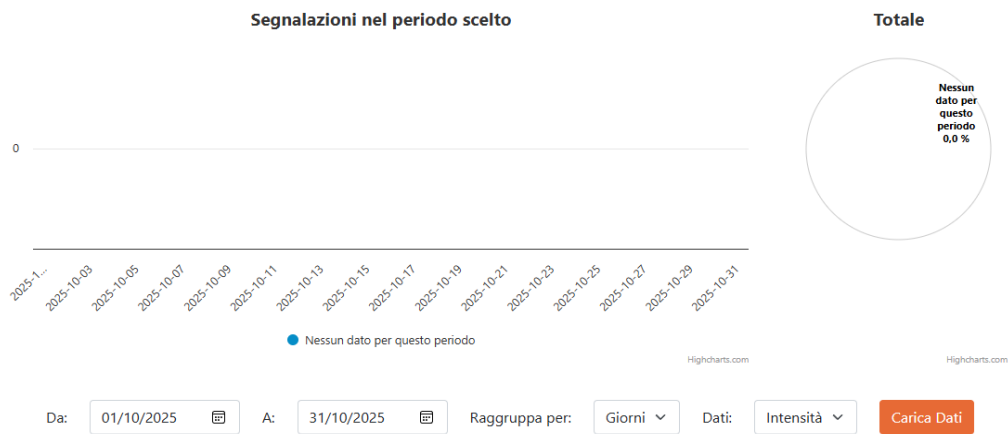 Segnalazioni nel periodo scelto
0
2025-1...
2025-10-03
2025-10-05
2025-10-07
2025-10-09
2025-10-11
2025-10-13
2025-10-15
2025-10-17
2025-10-19
2025-10-21
2025-10-23
2025-10-25
2025-10-27
2025-10-29
2025-10-31
Nessun dato per questo periodo
Highcharts.com
Totale
Nessun
dato per
questo
periodo
0,0 %
Highcharts.com
Da: 01/10/2025 A: 31/10/2025 Raggruppa per: Giorni Dati: Intensità Carica Dati